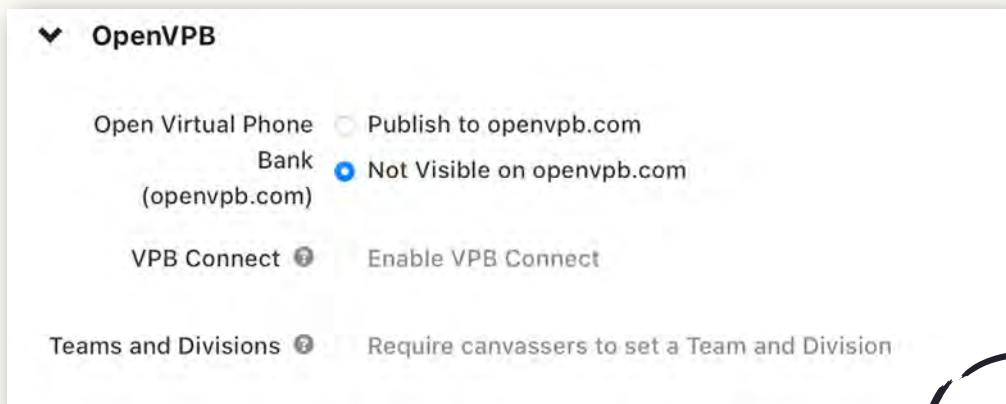 OpenVPB
Open Virtual Phone
Bank
(openvpb.com)
Publish to openvpb.com
Not Visible on openvpb.com
VPB Connect ?
Enable VPB Connect
Teams and Divisions ?
Require canvassers to set a Team and Division